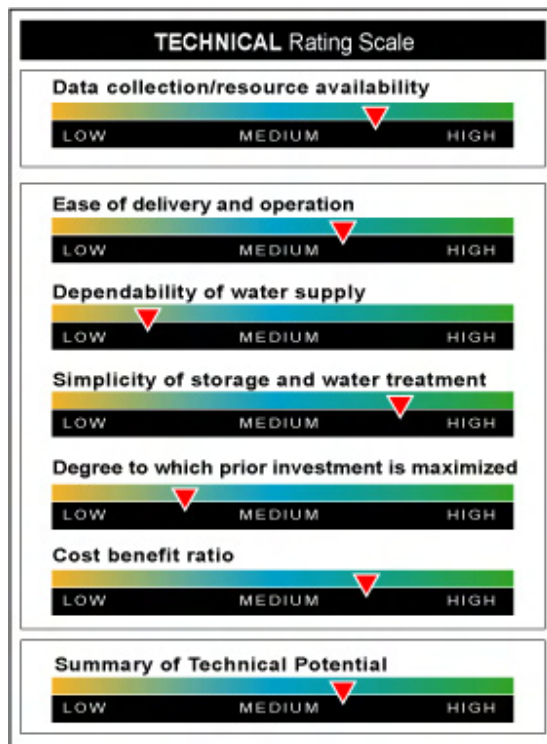 TECHNICAL Rating Scale
Data collection/resource availability
LOW MEDIUM HIGH
Ease of delivery and operation
LOW MEDIUM HIGH
Dependability of water supply
LOW MEDIUM HIGH
Simplicity of storage and water treatment
LOW MEDIUM HIGH
Degree to which prior investment is maximized
LOW MEDIUM HIGH
Cost benefit ratio
LOW MEDIUM HIGH
Summary of Technical Potential
LOW MEDIUM HIGH